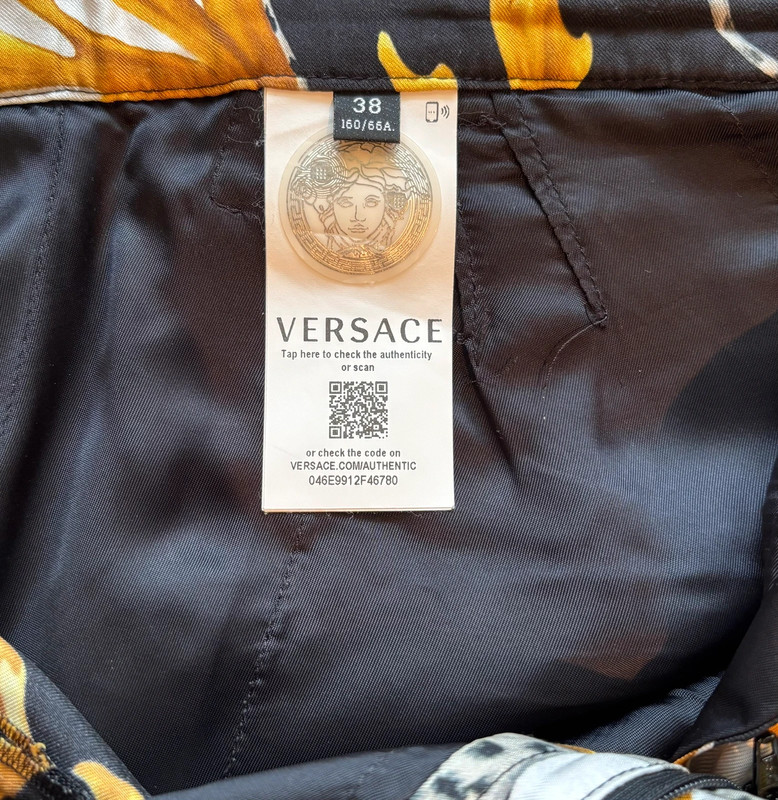 38
160/66A.
VERSACE
Tap here to check the authenticity
or scan
or check the code on
VERSACE.COM/AUTHENTIC
046E9912F46780